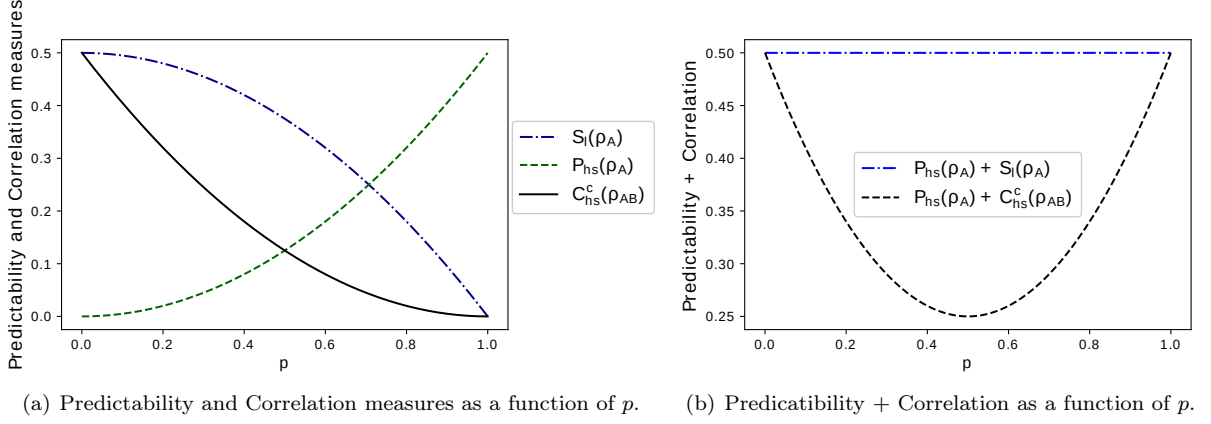 Predictability and Correlation measures
0.5
0.4
0.3
0.2
0.1
0.0
0.0 0.2 0.4 0.6 0.8 1.0
p
Sₗ(ρ_A)
P_hs(ρ_A)
C^c_hs(ρ_AB)
(a) Predictability and Correlation measures as a function of p.
Predictability + Correlation
0.50
0.45
0.40
0.35
0.30
0.25
0.0 0.2 0.4 0.6 0.8 1.0
p
P_hs(ρ_A) + Sₗ(ρ_A)
P_hs(ρ_A) + C^c_hs(ρ_AB)
(b) Predicatibility + Correlation as a function of p.